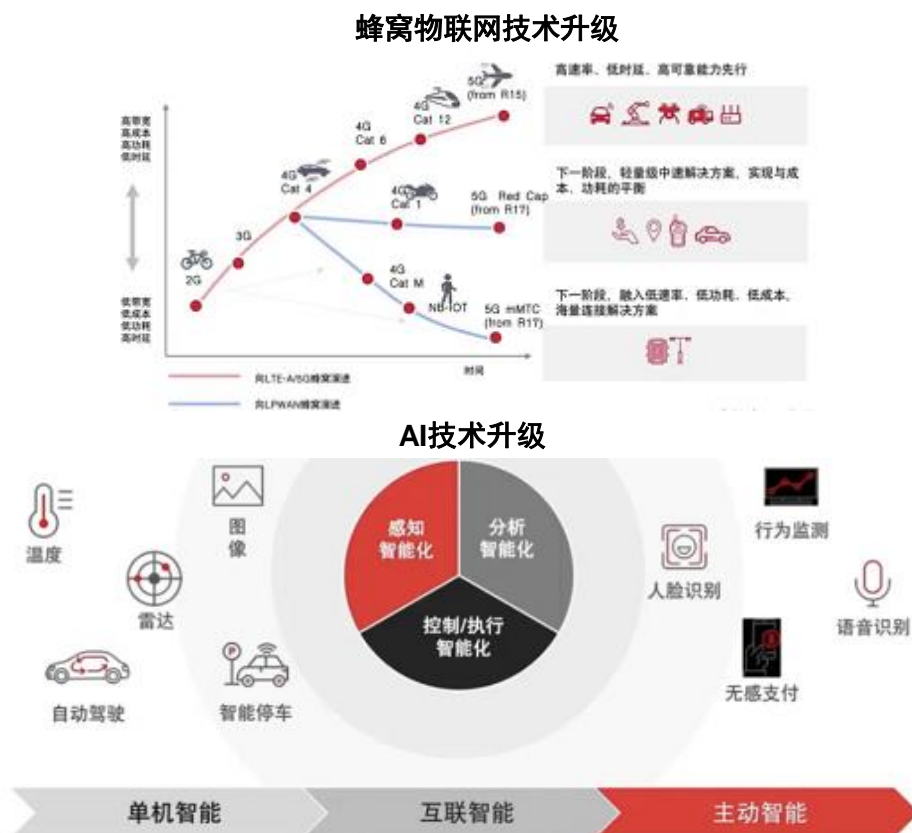 蜂窝物联网技术升级
高带宽
高成本
高功耗
低时延
低带宽
低成本
低功耗
高时延
2G
3G
4G
Cat 4
4G
Cat 6
4G
Cat 12
5G
(from R15)
4G
Cat 1
5G Red Cap
(from R17)
4G
Cat M
NB-IOT
5G mMTC
(from R17)
时间
向LTE-A/5G蜂窝演进
向LPWAN蜂窝演进
高速率、低时延、高可靠能力先行
下一阶段，轻量级中速解决方案，实现与成
本、功耗的平衡
下一阶段，融入低速率、低功耗、低成本、
海量连接解决方案
AI技术升级
温度
雷达
图
像
自动驾驶
智能停车
感知
智能化
分析
智能化
控制/执行
智能化
人脸识别
行为监测
语音识别
无感支付
单机智能
互联智能
主动智能